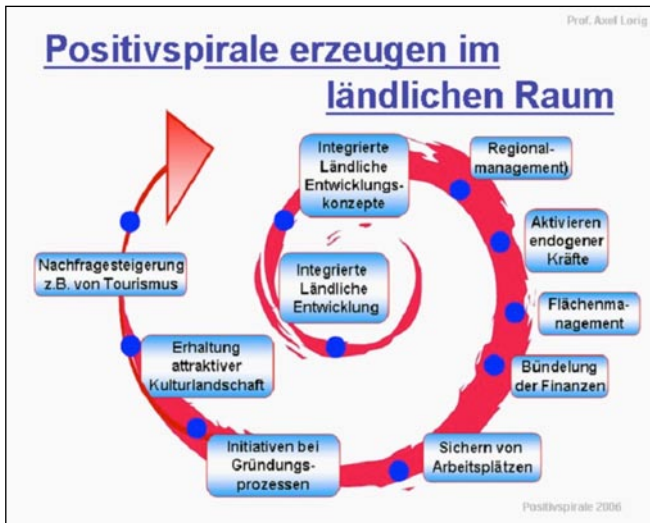 Prof. Axel Lorig
Positivspirale erzeugen im
ländlichen Raum
Integrierte
Ländliche
Entwicklungs-
konzepte
Regional-
management)
Aktivieren
endogener
Kräfte
Nachfragesteigerung
z.B. von Tourismus
Integrierte
Ländliche
Entwicklung
Flächenma-
nagement
Erhaltung
attraktiver
Kulturlandschaft
Bündelung
der Finanzen
Initiativen bei
Gründungs-
prozessen
Sichern von
Arbeitsplätzen
Positivspirale 2006